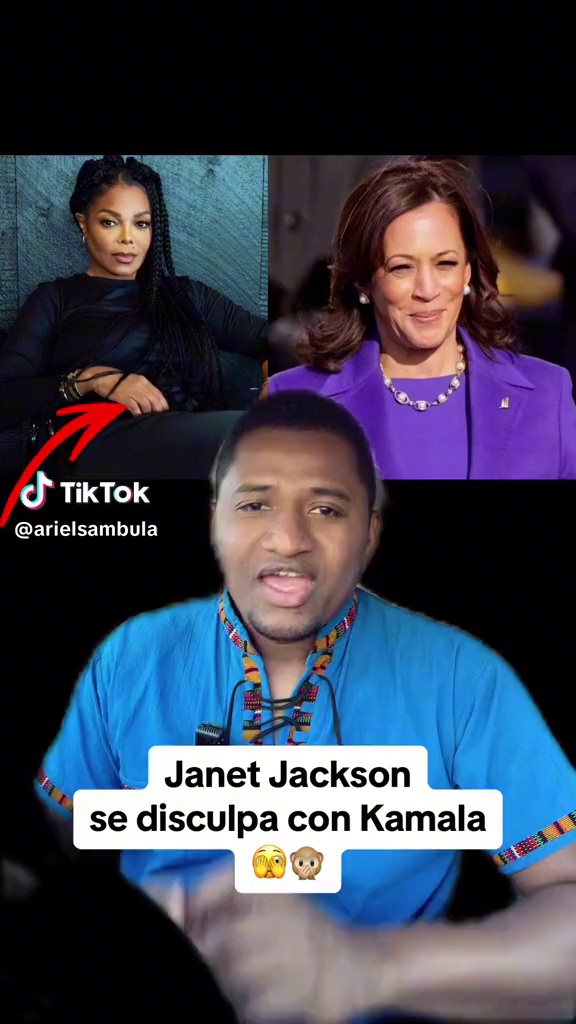 TikTok
@arielsambula
Janet Jackson
se disculpa con Kamala
🫣🙊